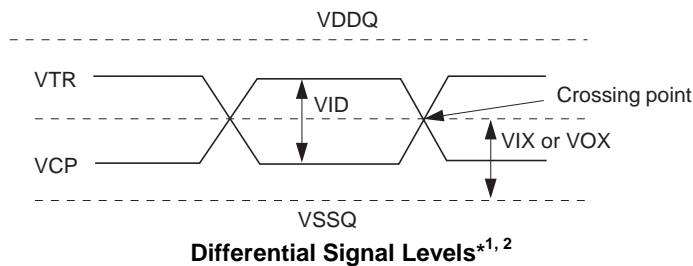 VDDQ
VTR
VID
Crossing point
VIX or VOX
VCP
VSSQ
Differential Signal Levels*1, 2